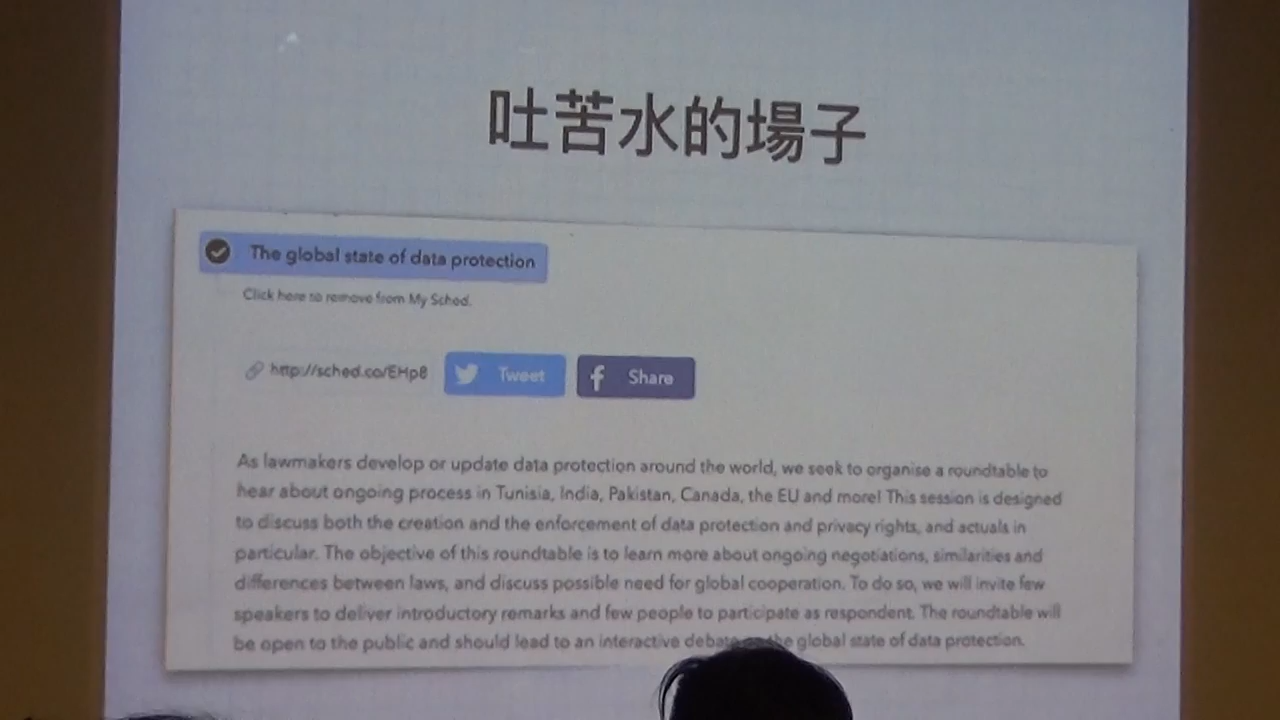 吐苦水的場子
The global state of data protection
Click here to remove from My Sched.
http://sched.co/EHp8 Tweet Share
As lawmakers develop or update data protection around the world, we seek to organise a roundtable to
hear about ongoing process in Tunisia, India, Pakistan, Canada, the EU and more! This session is designed
to discuss both the creation and the enforcement of data protection and privacy rights, and actuals in
particular. The objective of this roundtable is to learn more about ongoing negotiations, similarities and
differences between laws, and discuss possible need for global cooperation. To do so, we will invite few
speakers to deliver introductory remarks and few people to participate as respondent. The roundtable will
be open to the public and should lead to an interactive debate the global state of data protection.